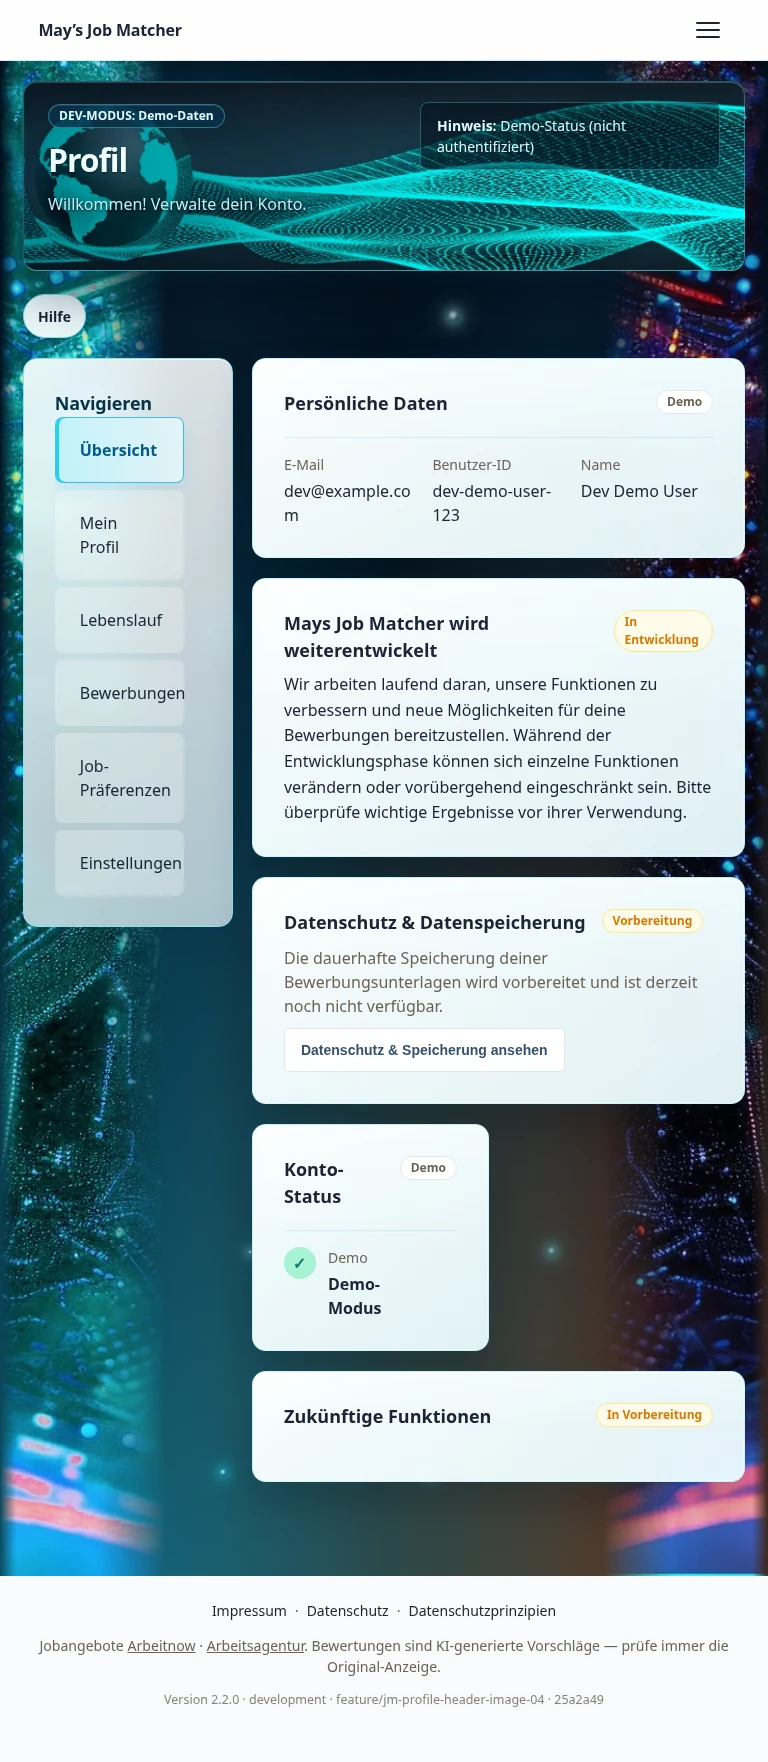 May’s Job Matcher
DEV-MODUS: Demo-Daten
Profil
Willkommen! Verwalte dein Konto.
Hinweis: Demo-Status (nicht
authentifiziert)
Hilfe
Navigieren
Übersicht
Mein
Profil
Lebenslauf
Bewerbungen
Job-
Präferenzen
Einstellungen
Persönliche Daten
Demo
E-Mail
dev@example.co
m
Benutzer-ID
dev-demo-user-
123
Name
Dev Demo User
Mays Job Matcher wird
weiterentwickelt
In
Entwicklung
Wir arbeiten laufend daran, unsere Funktionen zu
verbessern und neue Möglichkeiten für deine
Bewerbungen bereitzustellen. Während der
Entwicklungsphase können sich einzelne Funktionen
verändern oder vorübergehend eingeschränkt sein. Bitte
überprüfe wichtige Ergebnisse vor ihrer Verwendung.
Datenschutz & Datenspeicherung
Vorbereitung
Die dauerhafte Speicherung deiner
Bewerbungsunterlagen wird vorbereitet und ist derzeit
noch nicht verfügbar.
Datenschutz & Speicherung ansehen
Konto-
Status
Demo
✓
Demo
Demo-
Modus
Zukünftige Funktionen
In Vorbereitung
Impressum · Datenschutz · Datenschutzprinzipien
Jobangebote Arbeitnow · Arbeitsagentur. Bewertungen sind KI-generierte Vorschläge — prüfe immer die
Original-Anzeige.
Version 2.2.0 · development · feature/jm-profile-header-image-04 · 25a2a49